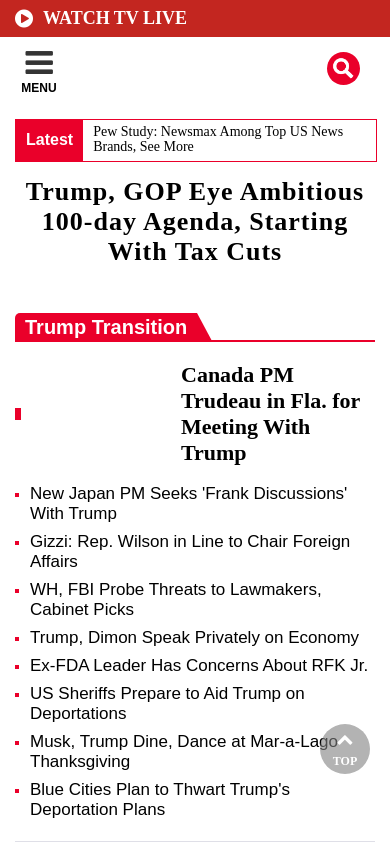 WATCH TV LIVE
MENU
Latest
Pew Study: Newsmax Among Top US News
Brands, See More
Trump, GOP Eye Ambitious
100-day Agenda, Starting
With Tax Cuts
Trump Transition
Canada PM
Trudeau in Fla. for
Meeting With
Trump
New Japan PM Seeks 'Frank Discussions'
With Trump
Gizzi: Rep. Wilson in Line to Chair Foreign
Affairs
WH, FBI Probe Threats to Lawmakers,
Cabinet Picks
Trump, Dimon Speak Privately on Economy
Ex-FDA Leader Has Concerns About RFK Jr.
US Sheriffs Prepare to Aid Trump on
Deportations
Musk, Trump Dine, Dance at Mar-a-Lago
Thanksgiving
TOP
Blue Cities Plan to Thwart Trump's
Deportation Plans